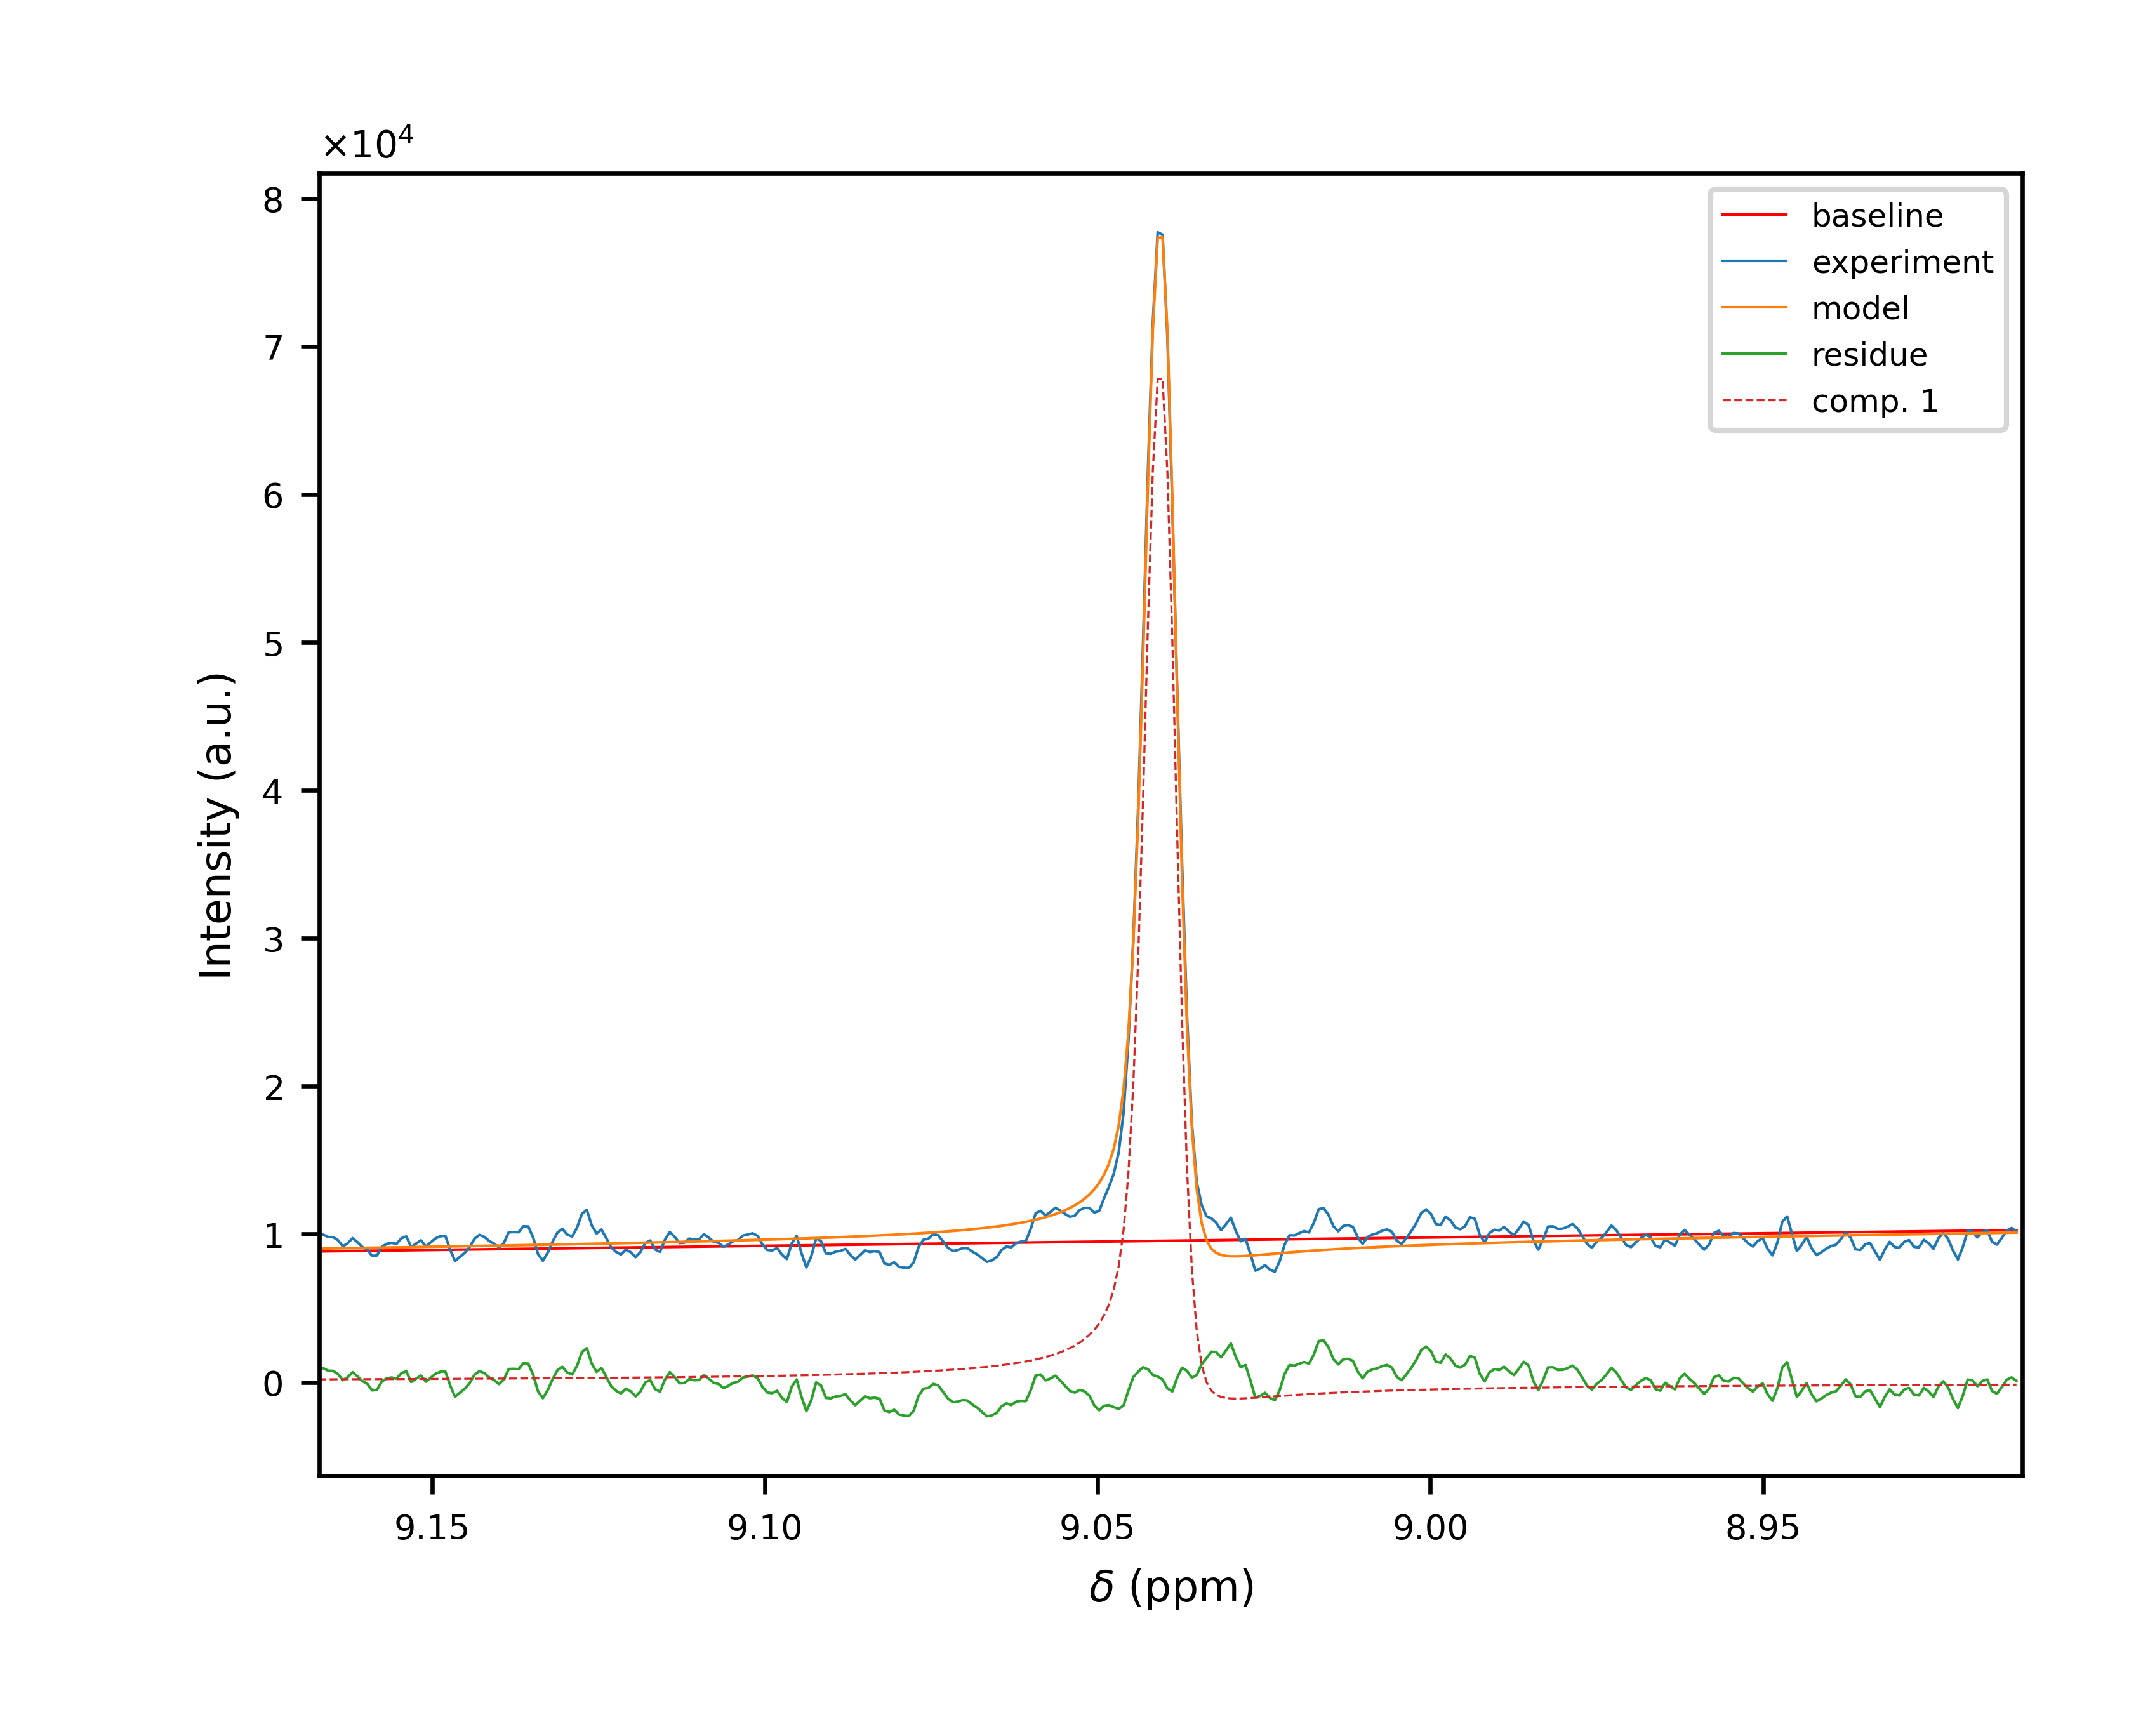 ×10⁴
8
7
6
5
4
3
2
1
0
Intensity (a.u.)
baseline
experiment
model
residue
comp. 1
9.15 9.10 9.05 9.00 8.95
δ (ppm)